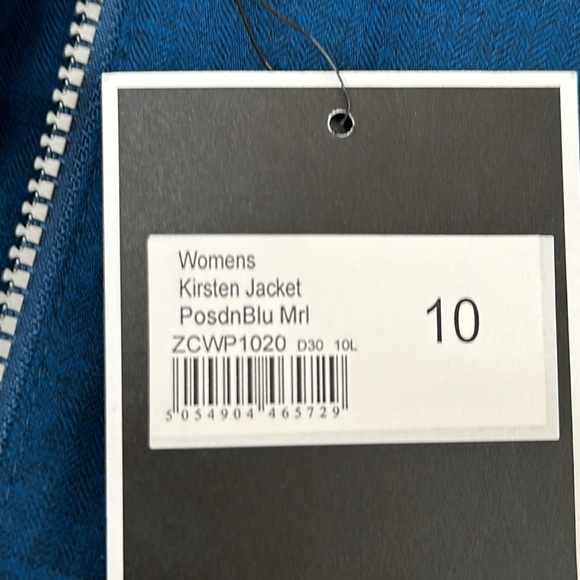 Womens
Kirsten Jacket
PosdnBlu Mrl
10
ZCWP1020 D30 10L
5 054904 465729